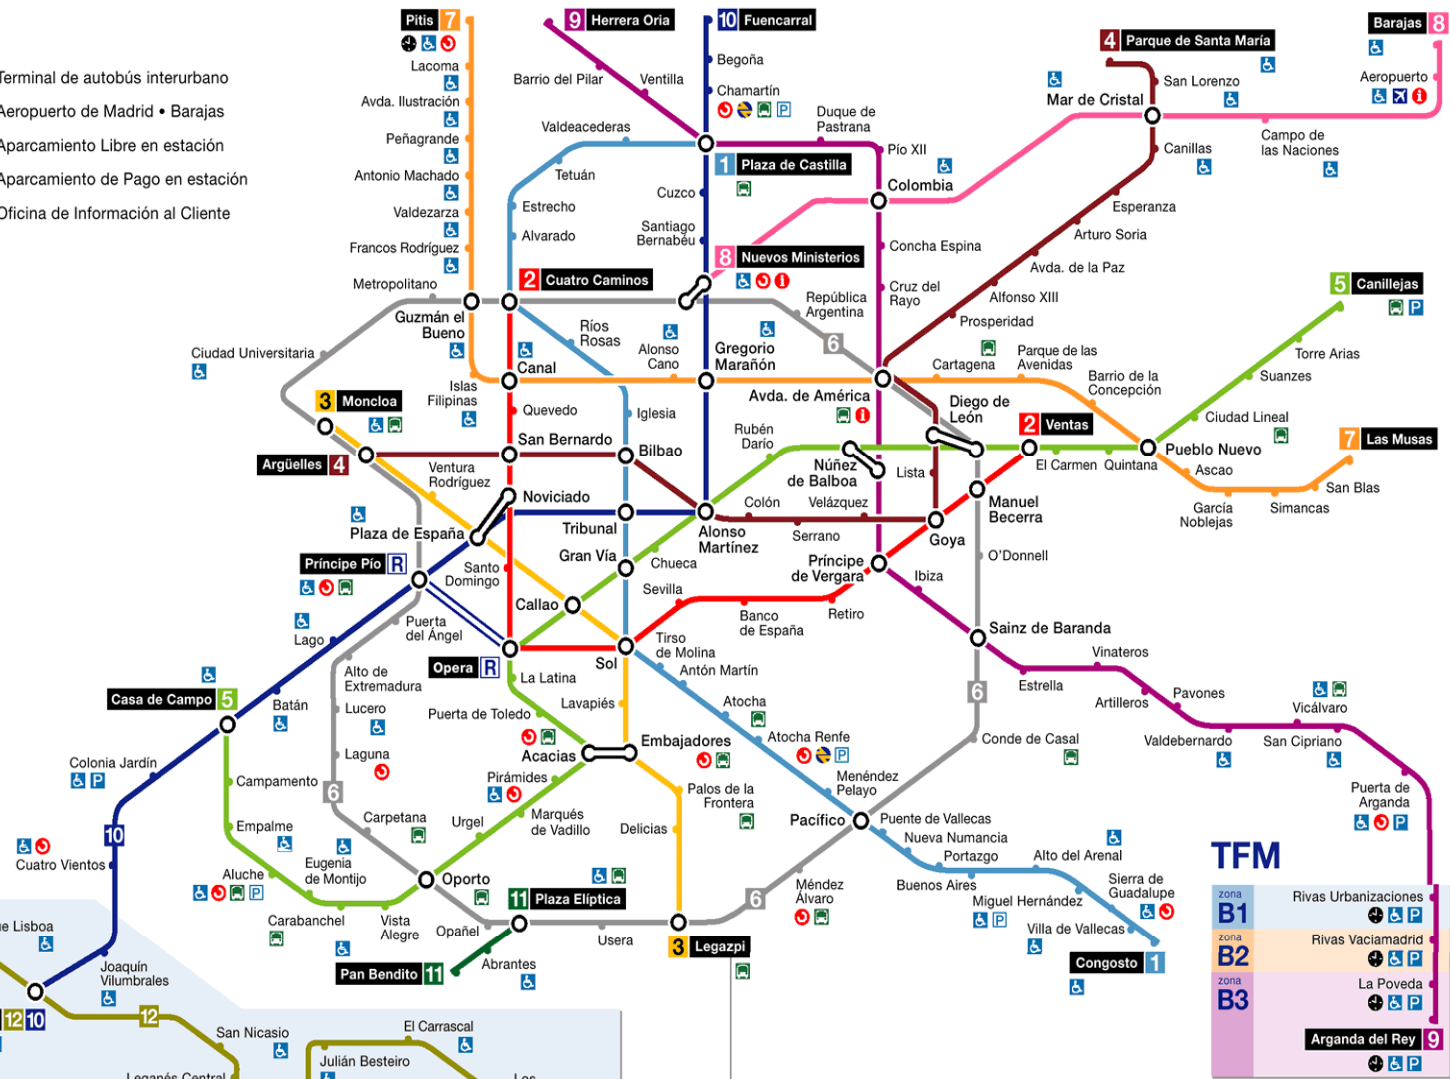 Pitis 7
9 Herrera Oria
10 Fuencarral
4 Parque de Santa María
Barajas 8
Terminal de autobús interurbano
Aeropuerto de Madrid • Barajas
Aparcamiento Libre en estación
Aparcamiento de Pago en estación
Oficina de Información al Cliente
Lacoma
Avda. Ilustración
Peñagrande
Antonio Machado
Valdezarza
Francos Rodríguez
Metropolitano
Guzmán el
Bueno
Ciudad Universitaria
Islas
Filipinas
Barrio del Pilar
Ventilla
Begoña
Chamartín
P
Valdeacederas
Tetuán
Estrecho
Alvarado
1 Plaza de Castilla
Duque de
Pastrana
Pío XII
Colombia
Cuzco
Santiago
Bernabéu
Concha Espina
Cruz del
Rayo
8 Nuevos Ministerios
2 Cuatro Caminos
República
Argentina
6
San Lorenzo
Mar de Cristal
Aeropuerto
Campo de
las Naciones
Canillas
Esperanza
Arturo Soria
Avda. de la Paz
Alfonso XIII
Prosperidad
5 Canillejas
P
Torre Arias
Suanzes
Ciudad Lineal
7 Las Musas
Ríos
Rosas
Alonso
Cano
Gregorio
Marañón
Canal
Quevedo
Iglesia
Avda. de América
Cartagena
Parque de las
Avenidas
Barrio de la
Concepción
Diego de
León
2 Ventas
El Carmen
Quintana
Pueblo Nuevo
Ascao
García
Noblejas
Simancas
San Blas
3 Moncloa
Argüelles 4
San Bernardo
Bilbao
Ventura
Rodríguez
Rubén
Darío
Núñez
de Balboa
Lista
Manuel
Becerra
Noviciado
Plaza de España
Tribunal
Alonso
Martínez
Colón
Serrano
Velázquez
Goya
O'Donnell
Príncipe Pío R
Santo
Domingo
Gran Vía
Chueca
Callao
Príncipe
de Vergara
Ibiza
Sevilla
Banco
de España
Retiro
Sainz de Baranda
Puerta
del Ángel
Lago
Opera R
Sol
Tirso
de Molina
Antón Martín
Atocha
Atocha Renfe
P
Menéndez
Pelayo
Estrella
Vinateros
Artilleros
Pavones
Valdebernardo
Vicálvaro
San Cipriano
Puerta de
Arganda
P
6
Conde de Casal
Casa de Campo 5
Batán
Alto de
Extremadura
Lucero
Laguna
6
La Latina
Puerta de Toledo
Lavapiés
Acacias
Embajadores
Palos de la
Frontera
Delicias
Pirámides
Marqués
de Vadillo
Urgel
Carpetana
Colonia Jardín
P
Campamento
Empalme
Aluche
P
Eugenia
de Montijo
Carabanchel
Vista
Alegre
Oporto
Opañel
11 Plaza Elíptica
Usera
3 Legazpi
6
Méndez
Álvaro
Pacífico
Puente de Vallecas
Nueva Numancia
Portazgo
Buenos Aires
Alto del Arenal
Miguel Hernández
P
Sierra de
Guadalupe
Villa de Vallecas
Congosto 1
10
Cuatro Vientos
ue Lisboa
Joaquín
Vilumbrales
12 10
12
Pan Bendito 11
Abrantes
San Nicasio
Leganés Central
El Carrascal
Julián Besteiro
Los
TFM
zona
B1
Rivas Urbanizaciones
P
zona
B2
Rivas Vaciamadrid
P
zona
B3
La Poveda
P
Arganda del Rey 9
P